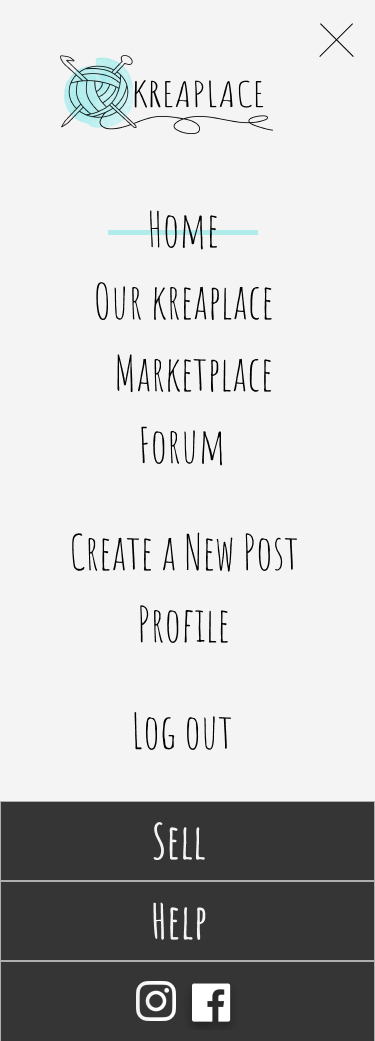 KREAPLACE
Home
Our kreaplace
Marketplace
Forum
Create a New Post
Profile
Log out
Sell
Help